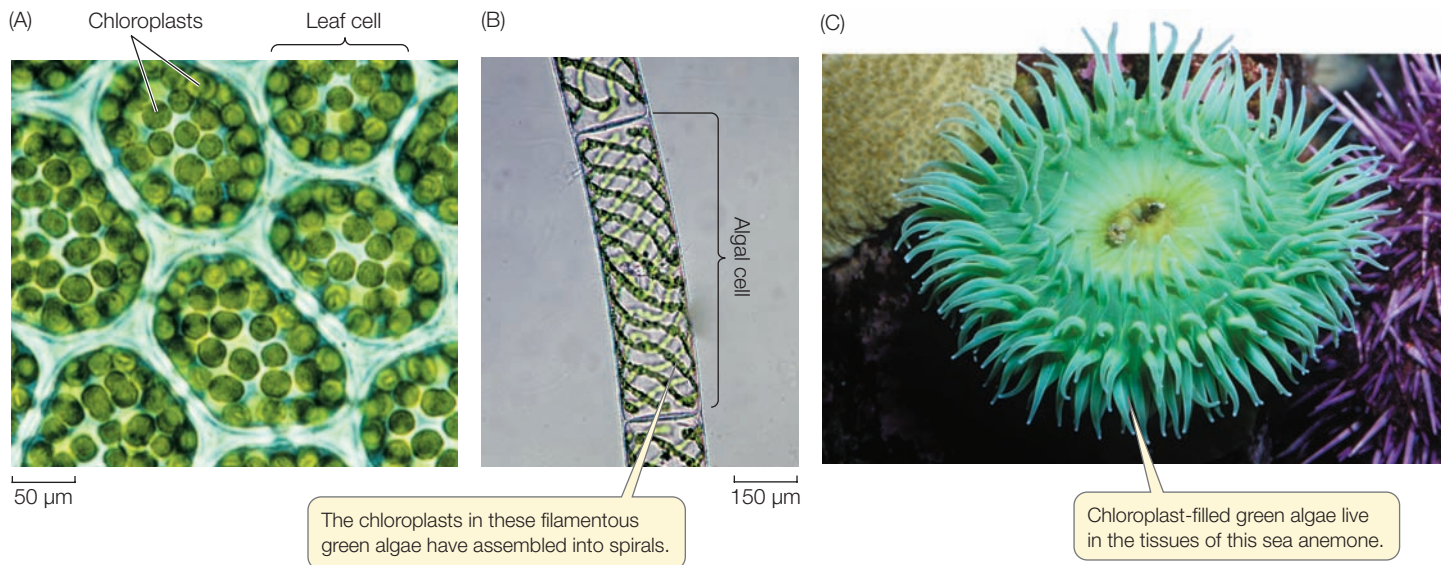 (A)
Chloroplasts
Leaf cell
50 µm
(B)
Algal cell
The chloroplasts in these filamentous
green algae have assembled into spirals.
150 µm
(C)
Chloroplast-filled green algae live
in the tissues of this sea anemone.